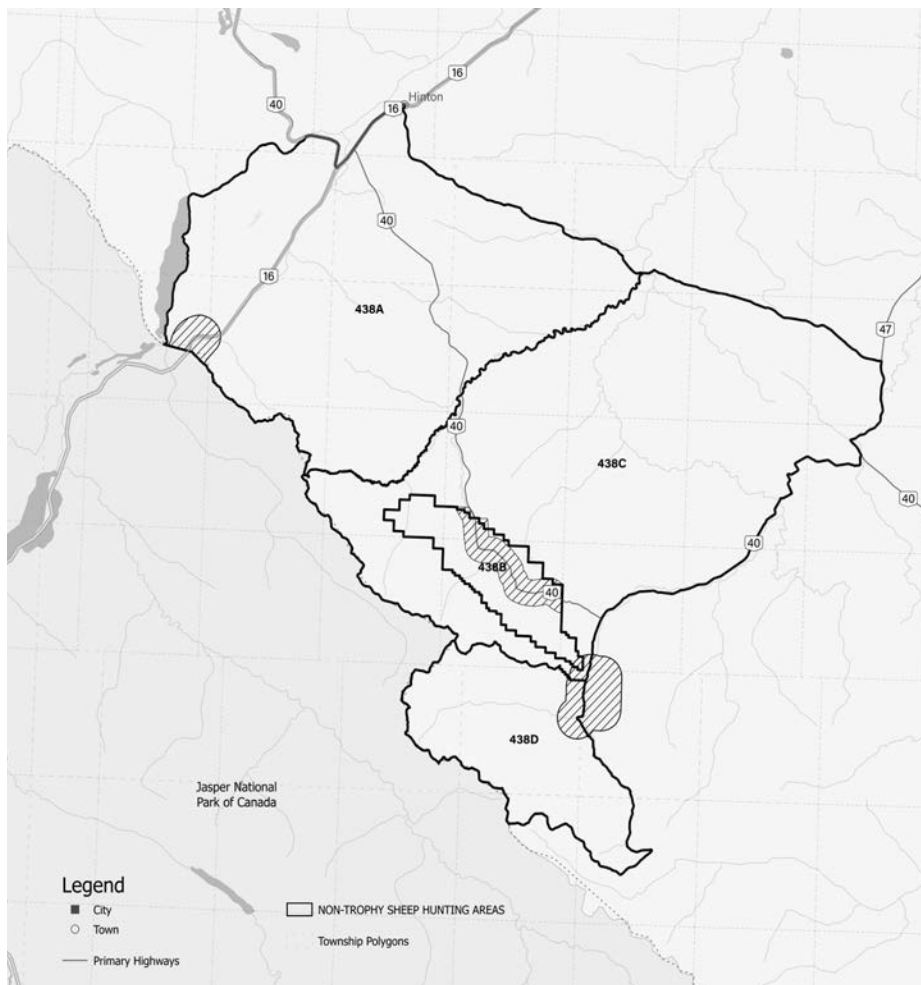 16
40
16
Hinton
40
16
438A
47
40
438C
40
40
438B
40
438D
Jasper National
Park of Canada
Legend
City
Town
Primary Highways
NON-TROPHY SHEEP HUNTING AREAS
Township Polygons